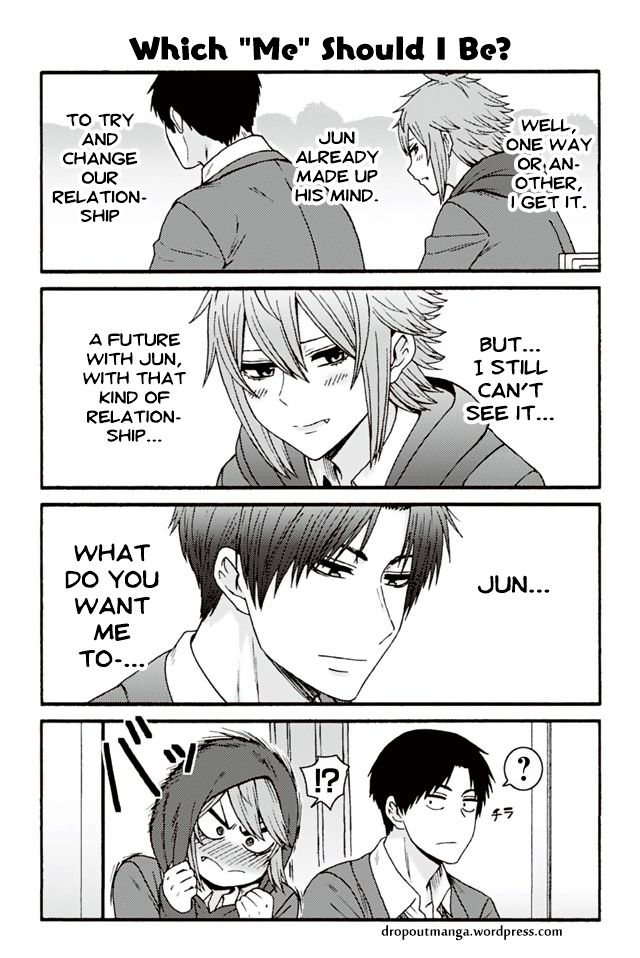 Which "Me" Should I Be?
WELL,
ONE WAY
OR AN-
OTHER,
I GET IT.
JUN
ALREADY
MADE UP
HIS MIND.
TO TRY
AND
CHANGE
OUR
RELATION-
SHIP
BUT...
I STILL
CAN'T
SEE IT...
A FUTURE
WITH JUN,
WITH THAT
KIND OF
RELATION-
SHIP...
JUN...
WHAT
DO YOU
WANT
ME
TO-...
?
チラ
!?
バッ
dropoutmanga.wordpress.com